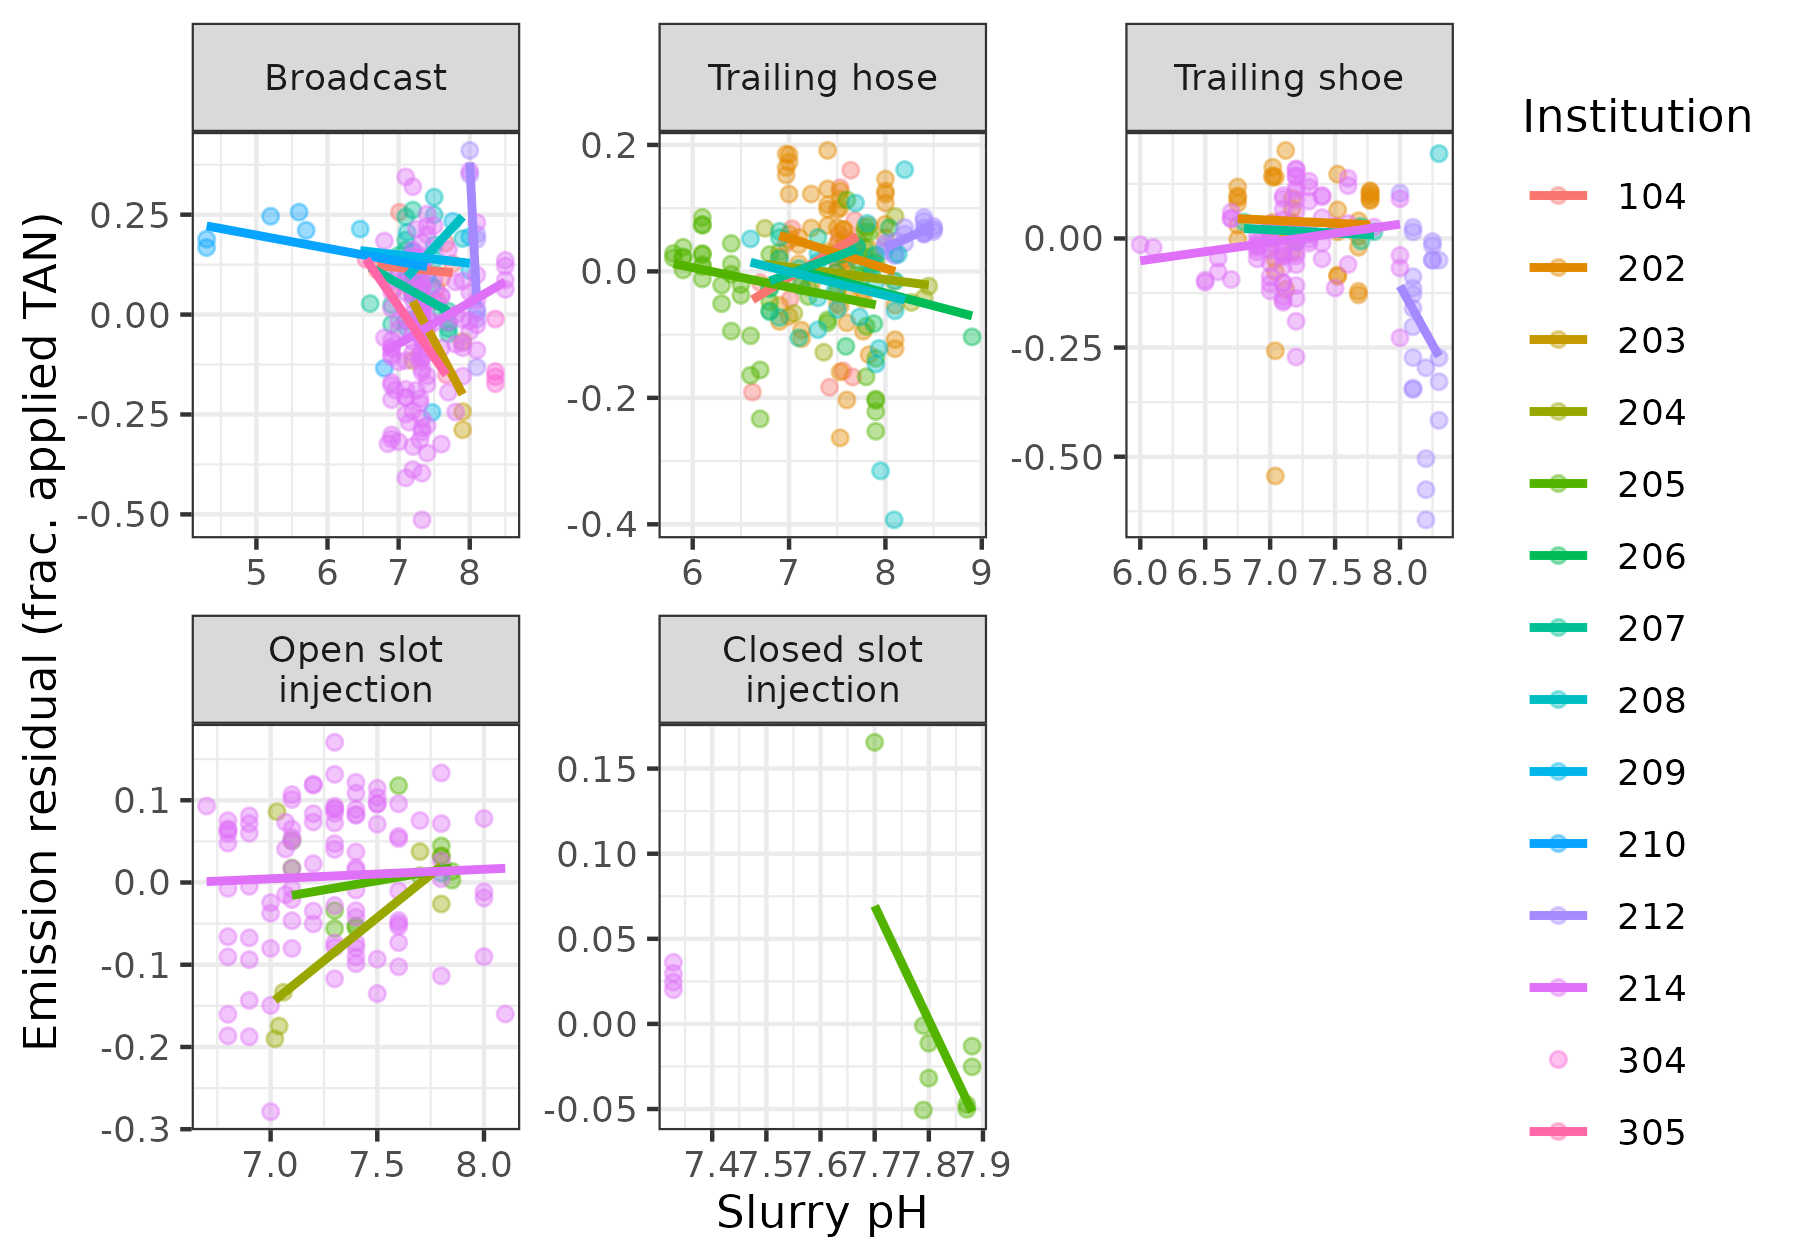 Broadcast
Trailing hose
Trailing shoe
Institution
104
202
203
204
205
206
207
208
209
210
212
214
304
305
Emission residual (frac. applied TAN)
0.25
0.00
-0.25
-0.50
5 6 7 8
0.2
0.0
-0.2
-0.4
6 7 8 9
0.00
-0.25
-0.50
6.0 6.5 7.0 7.5 8.0
Open slot
injection
Closed slot
injection
0.1
0.0
-0.1
-0.2
-0.3
7.0 7.5 8.0
0.15
0.10
0.05
0.00
-0.05
7.4 7.5 7.6 7.7 7.8 7.9
Slurry pH